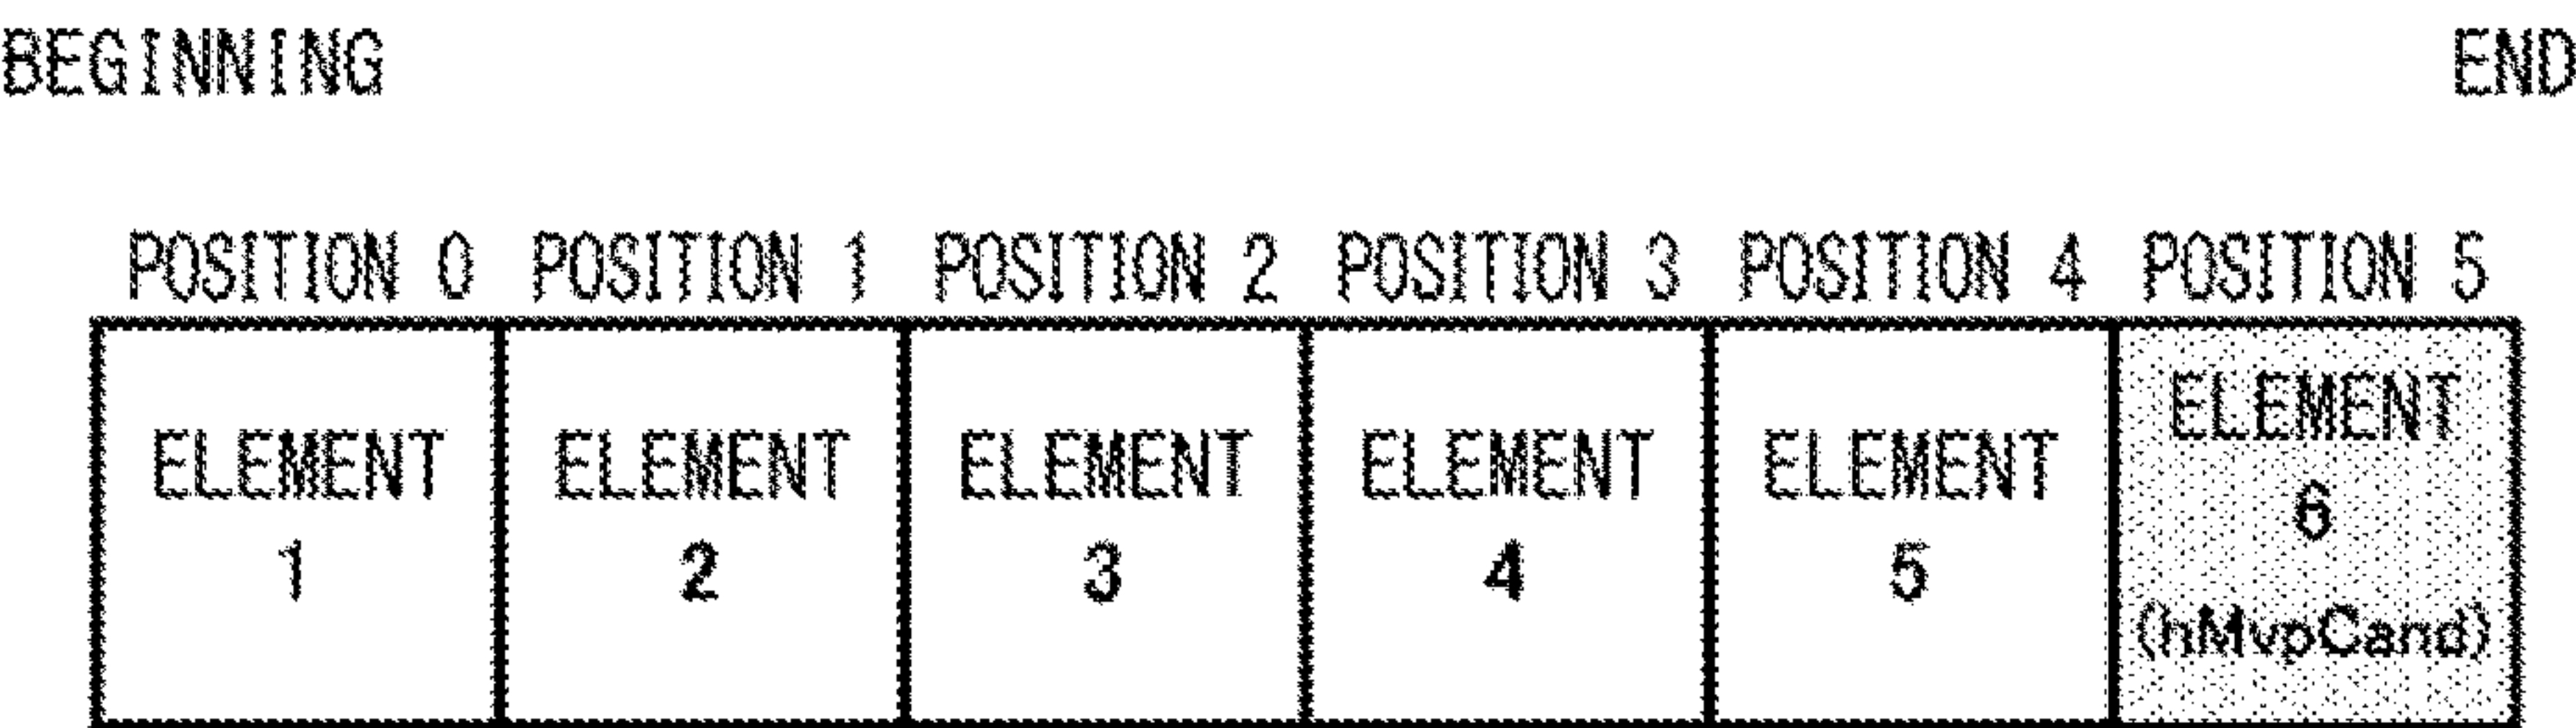 BEGINNING END
POSITION 0 POSITION 1 POSITION 2 POSITION 3 POSITION 4 POSITION 5
ELEMENT 1
ELEMENT 2
ELEMENT 3
ELEMENT 4
ELEMENT 5
ELEMENT 6 (hMvpCand)